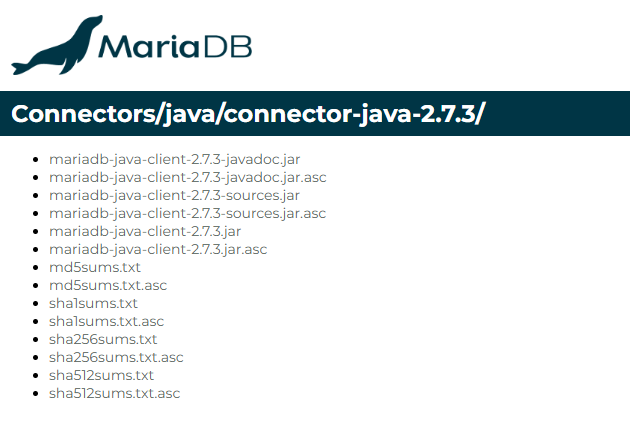 MariaDB
Connectors/java/connector-java-2.7.3/
mariadb-java-client-2.7.3-javadoc.jar
mariadb-java-client-2.7.3-javadoc.jar.asc
mariadb-java-client-2.7.3-sources.jar
mariadb-java-client-2.7.3-sources.jar.asc
mariadb-java-client-2.7.3.jar
mariadb-java-client-2.7.3.jar.asc
md5sums.txt
md5sums.txt.asc
sha1sums.txt
sha1sums.txt.asc
sha256sums.txt
sha256sums.txt.asc
sha512sums.txt
sha512sums.txt.asc